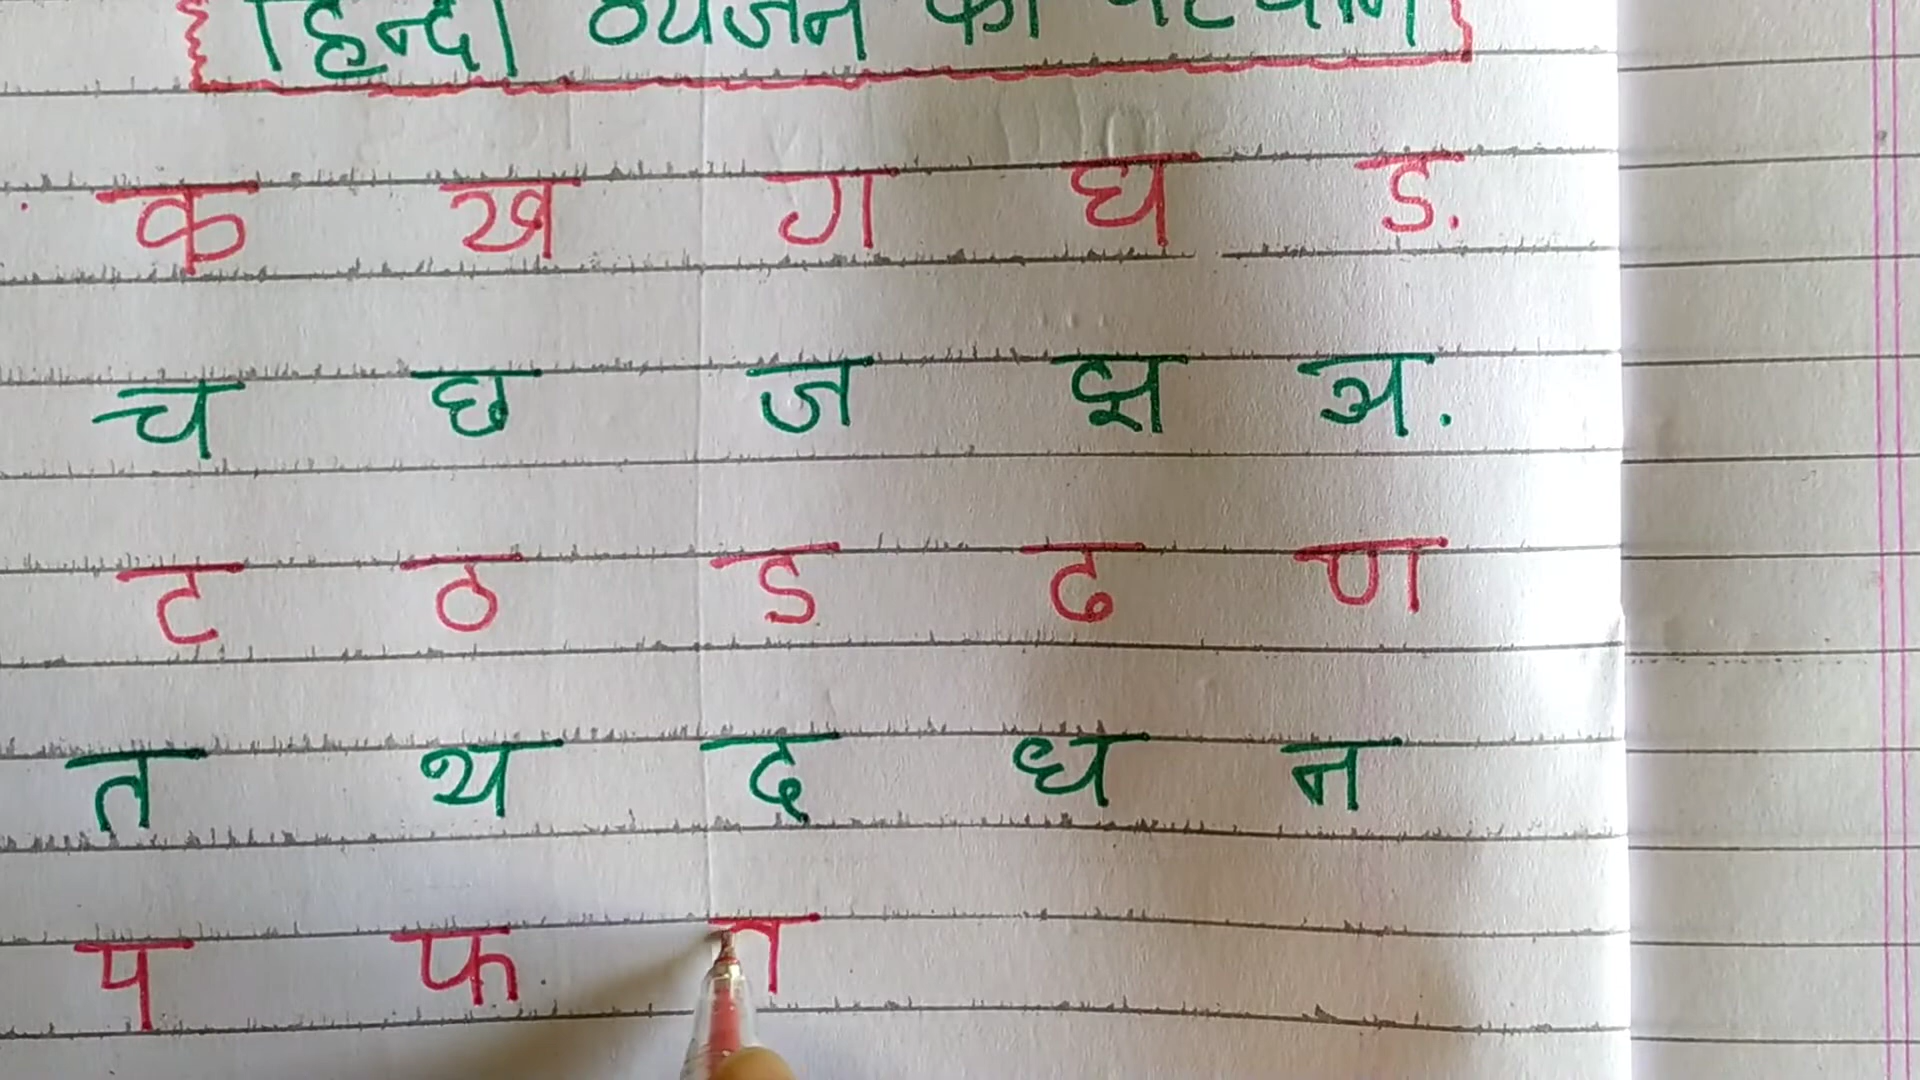 हिन्दी व्यंजन की पहचान
क ख ग घ ड.
च छ ज झ ञ.
ट ठ ड ढ ण
त थ द ध न
प फ